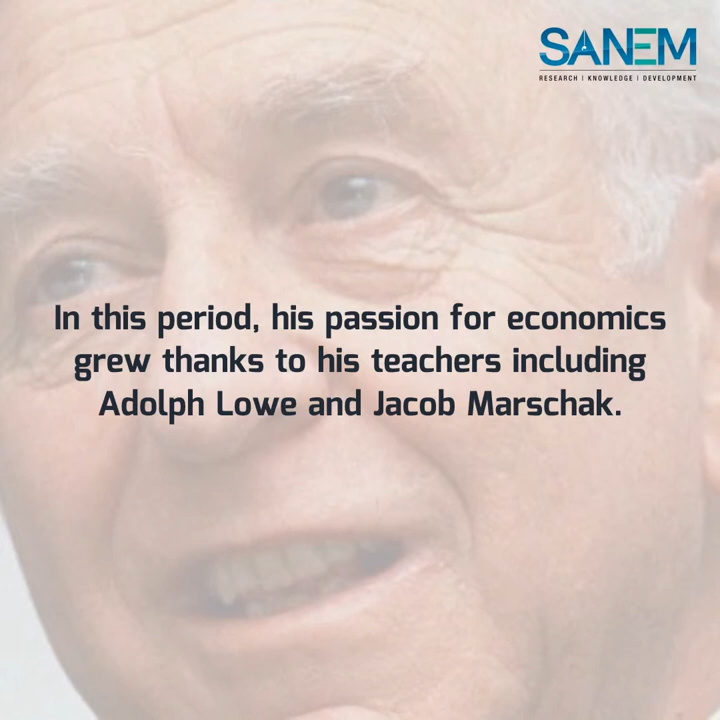 SANEM
RESEARCH | KNOWLEDGE | DEVELOPMENT
In this period, his passion for economics
grew thanks to his teachers including
Adolph Lowe and Jacob Marschak.